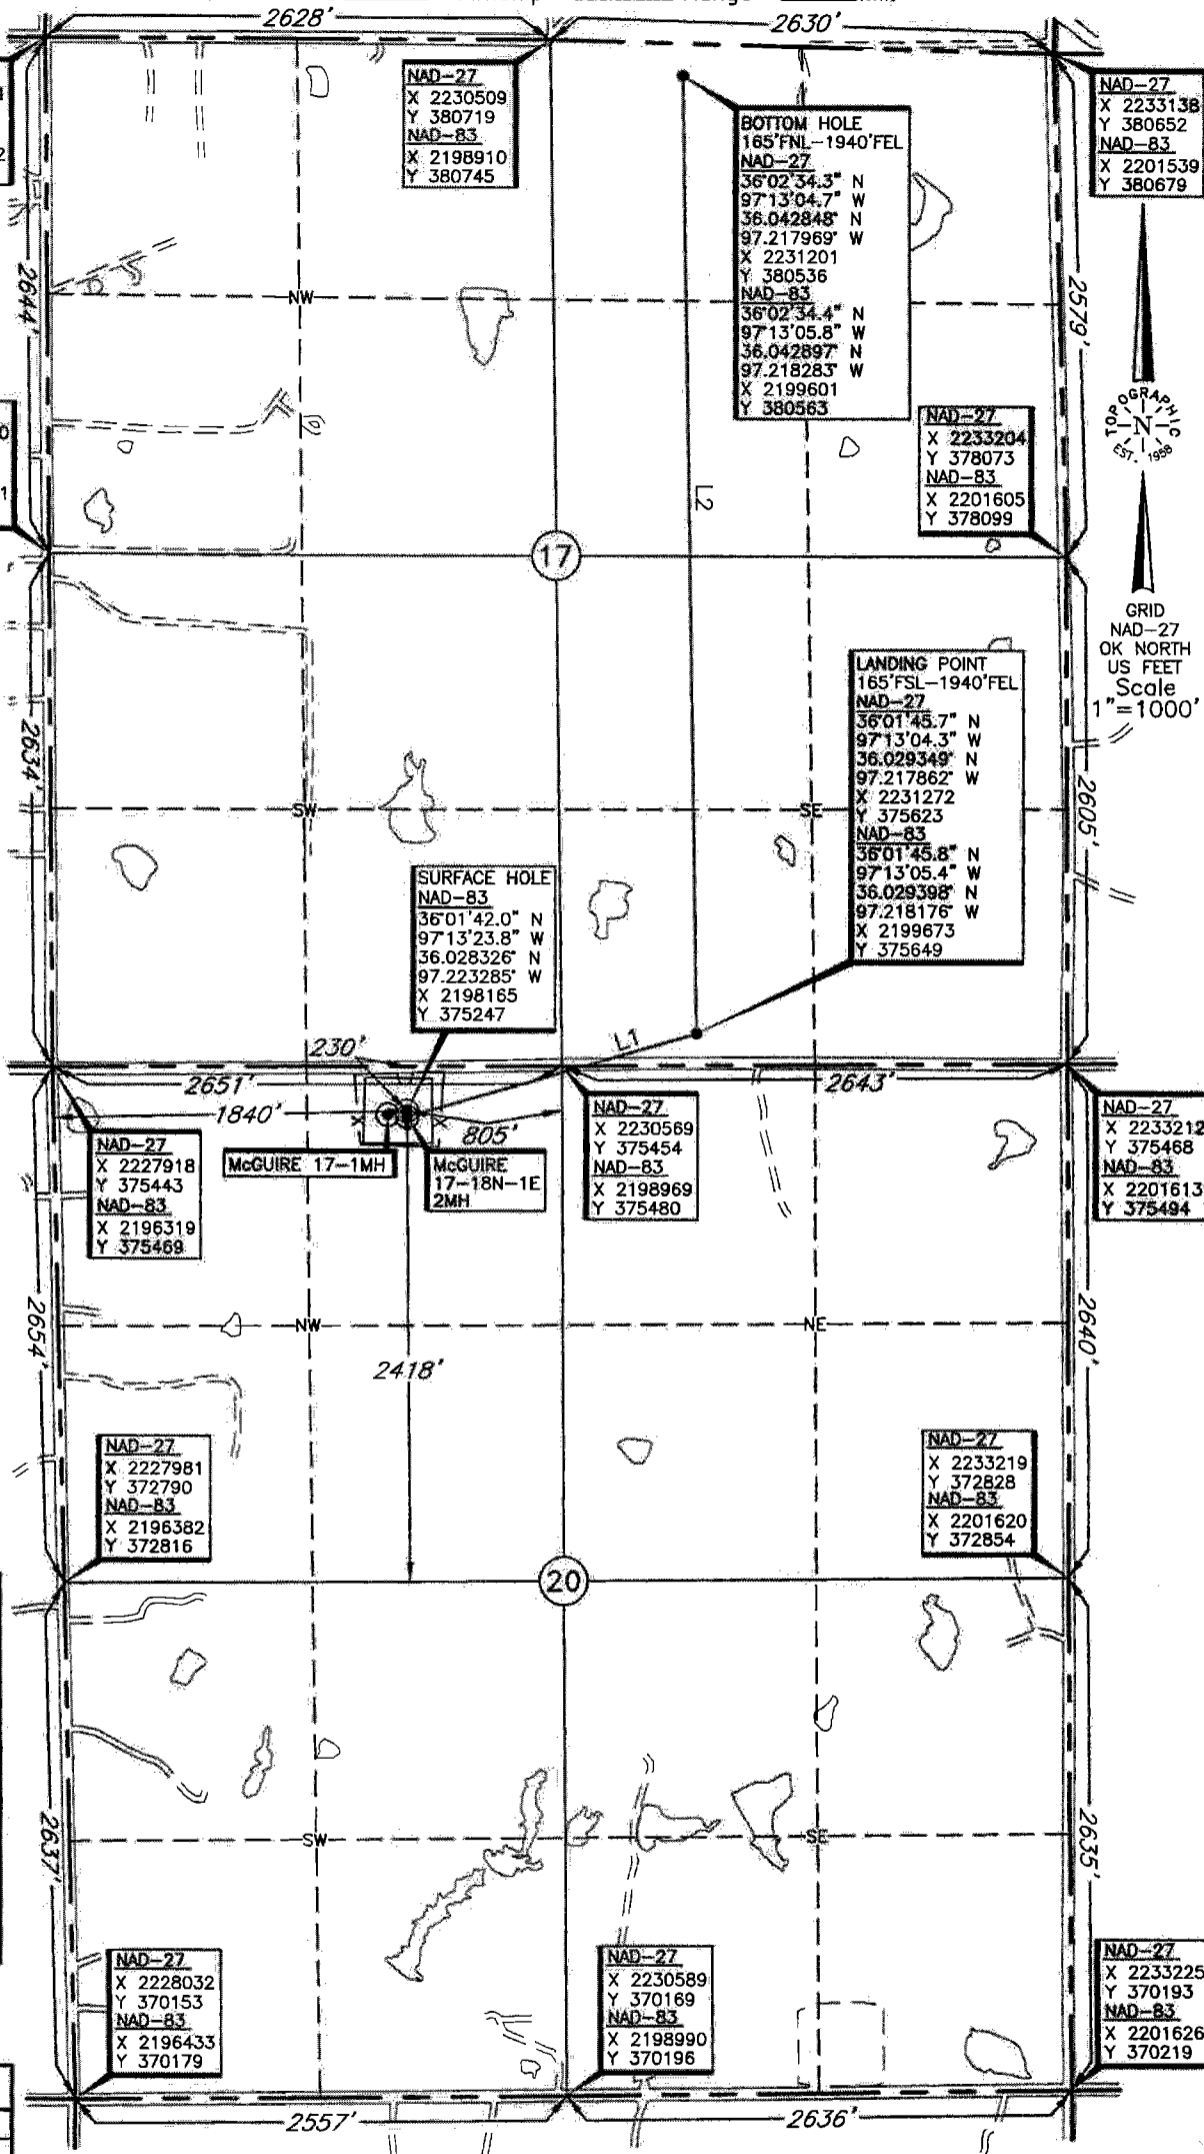 2628'
2630'
NAD-27
X 2230509
Y 380719
NAD-83
X 2198910
Y 380745
BOTTOM HOLE
165'FNL-1940'FEL
NAD-27
36°02'34.3" N
97°13'04.7" W
36.042848° N
97.217969° W
X 2231201
Y 380536
NAD-83
36°02'34.4" N
97°13'05.8" W
36.042897° N
97.218283° W
X 2199601
Y 380563
NAD-27
X 2233138
Y 380652
NAD-83
X 2201539
Y 380679
2644'
NW
2579'
TOPOGRAPHIC
N
EST. 1958
L2
NAD-27
X 2233204
Y 378073
NAD-83
X 2201605
Y 378099
17
GRID
NAD-27
OK NORTH
US FEET
Scale
1"=1000'
LANDING POINT
165'FSL-1940'FEL
NAD-27
36°01'45.7" N
97°13'04.3" W
36.029349° N
97.217862° W
X 2231272
Y 375623
NAD-83
36°01'45.8" N
97°13'05.4" W
36.029398° N
97.218176° W
X 2199673
Y 375649
2634'
SW
SE
2605'
SURFACE HOLE
NAD-83
36°01'42.0" N
97°13'23.8" W
36.028326° N
97.223285° W
X 2198165
Y 375247
230'
L1
2651'
2643'
1840'
X
X
805'
McGUIRE 17-1MH
McGUIRE
17-18N-1E
2MH
NAD-27
X 2227918
Y 375443
NAD-83
X 2196319
Y 375469
NAD-27
X 2230569
Y 375454
NAD-83
X 2198969
Y 375480
NAD-27
X 2233212
Y 375468
NAD-83
X 2201613
Y 375494
2654'
NW
NE
2640'
2418'
NAD-27
X 2227981
Y 372790
NAD-83
X 2196382
Y 372816
NAD-27
X 2233219
Y 372828
NAD-83
X 2201620
Y 372854
20
2637'
SW
SE
2635'
NAD-27
X 2228032
Y 370153
NAD-83
X 2196433
Y 370179
NAD-27
X 2230589
Y 370169
NAD-83
X 2198990
Y 370196
NAD-27
X 2233225
Y 370193
NAD-83
X 2201626
Y 370219
2557'
2636'